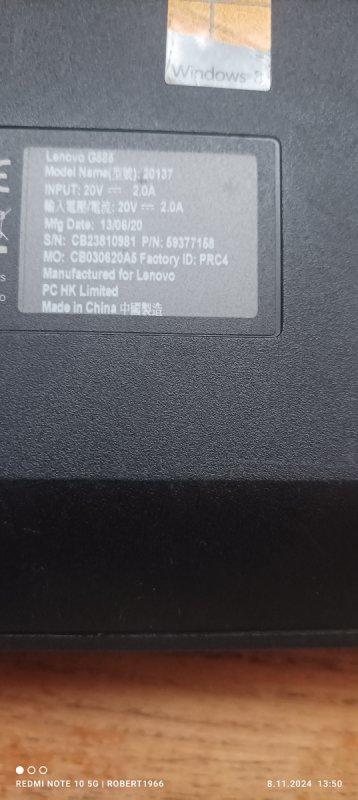 Windows 8
Lenovo G585
Model Name(型號): 20137
INPUT: 20V ⎓ 2.0A
輸入電壓/電流: 20V ⎓ 2.0A
Mfg Date: 13/06/20
S/N: CB23810981 P/N: 59377158
MO: CB030620A5 Factory ID: PRC4
Manufactured for Lenovo
PC HK Limited
Made in China 中國製造
REDMI NOTE 10 5G | ROBERT1966
8.11.2024 13:50